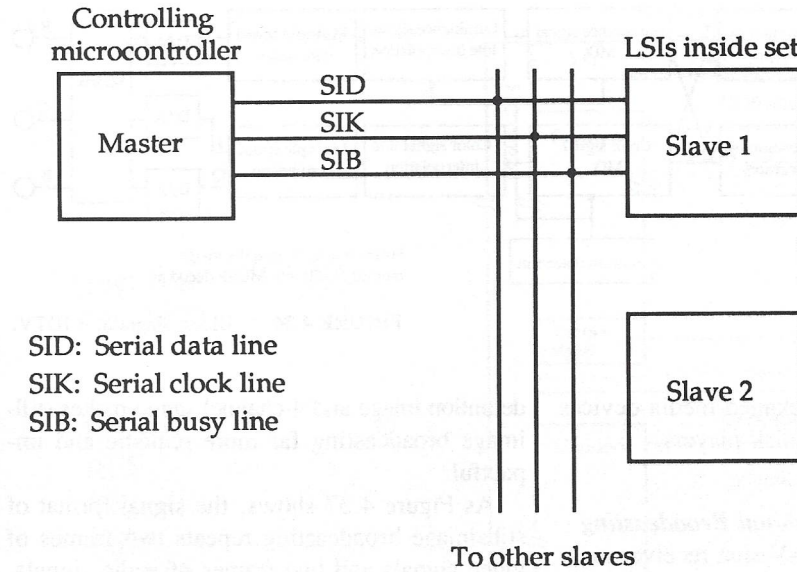 Controlling
microcontroller
LSIs inside set
SID
SIK
SIB
Master
Slave 1
SID: Serial data line
SIK: Serial clock line
SIB: Serial busy line
Slave 2
To other slaves